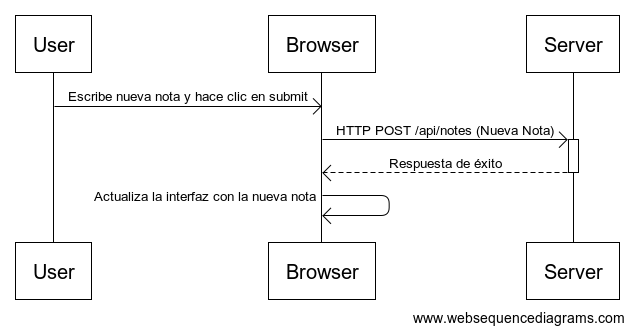 User
Browser
Server
Escribe nueva nota y hace clic en submit
HTTP POST /api/notes (Nueva Nota)
Respuesta de éxito
Actualiza la interfaz con la nueva nota
User
Browser
Server
www.websequencediagrams.com